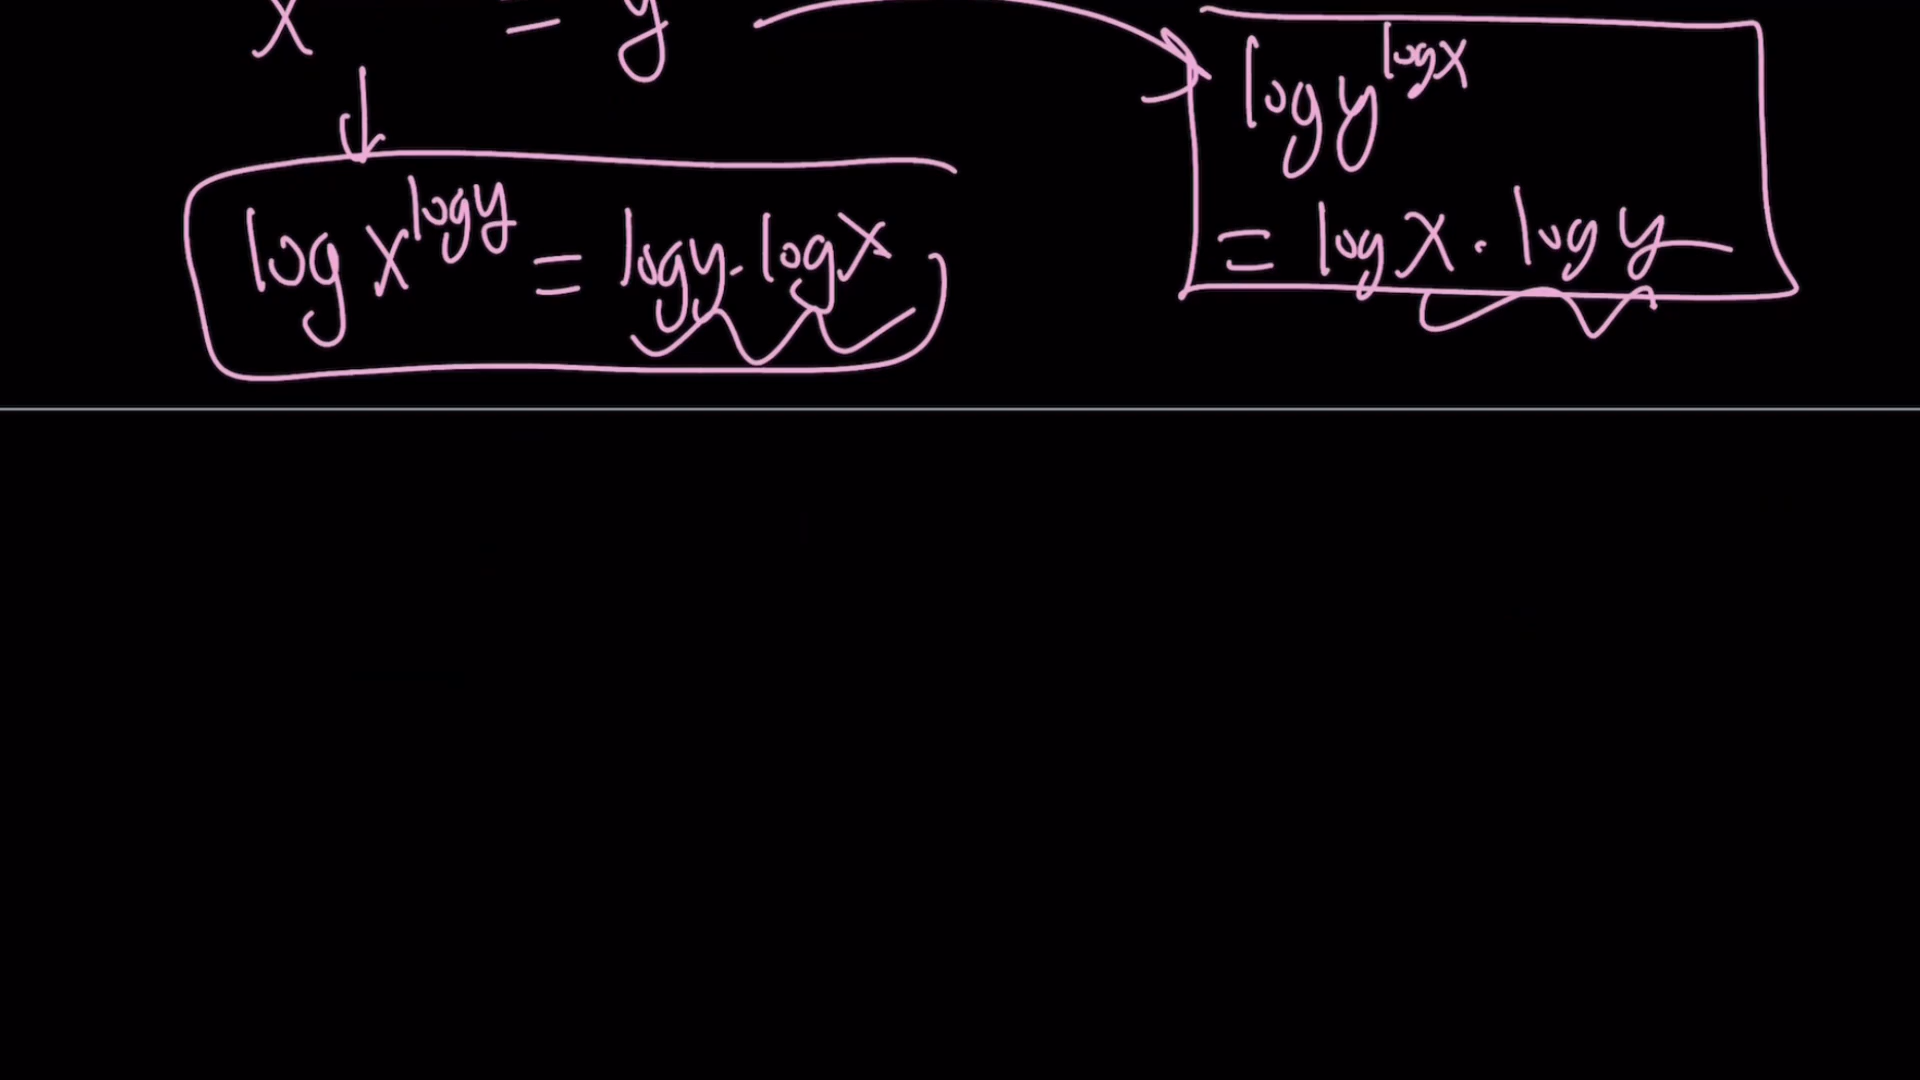 x = y
log y^{log x}
log x^{log y} = log y · log x
= log x · log y